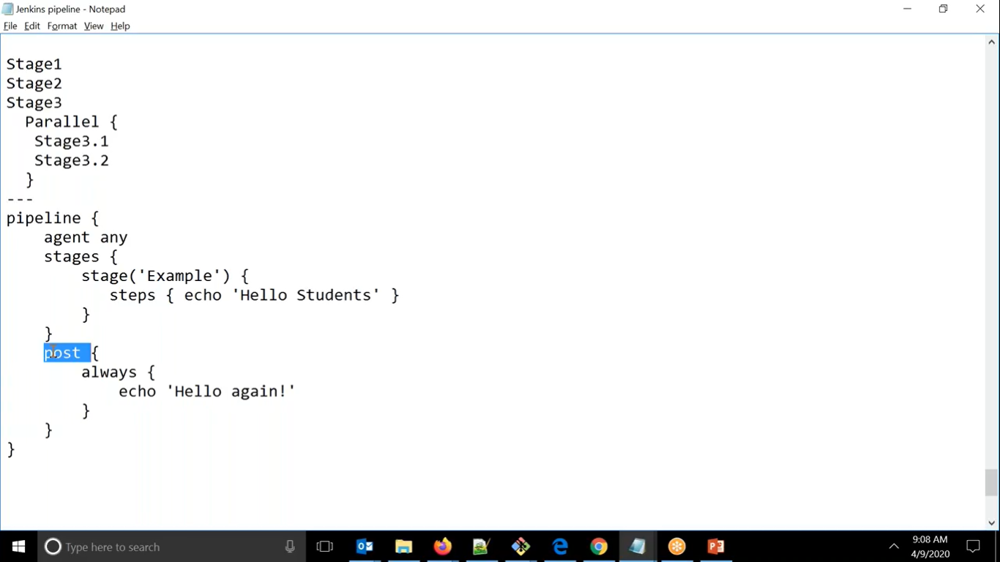 Jenkins pipeline - Notepad
File Edit Format View Help
Stage1
Stage2
Stage3
  Parallel {
   Stage3.1
   Stage3.2
  }
---
pipeline {
    agent any
    stages {
        stage('Example') {
           steps { echo 'Hello Students' }
        }
    }
    post {
        always {
            echo 'Hello again!'
        }
    }
}
Type here to search
9:08 AM
4/9/2020